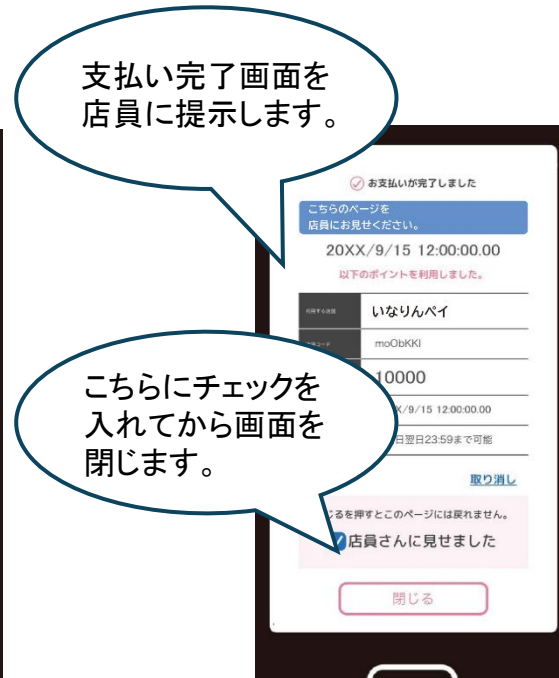 支払い完了画面を
店員に提示します。
お支払いが完了しました
こちらのページを
店員にお見せください。
20XX/9/15 12:00:00.00
以下のポイントを利用しました。
利用する店舗 いなりんペイ
moObKKI
10000
/9/15 12:00:00.00
日翌日23:59まで可能
取り消し
こちらにチェックを
入れてから画面を
閉じます。
るを押すとこのページには戻れません。
店員さんに見せました
閉じる